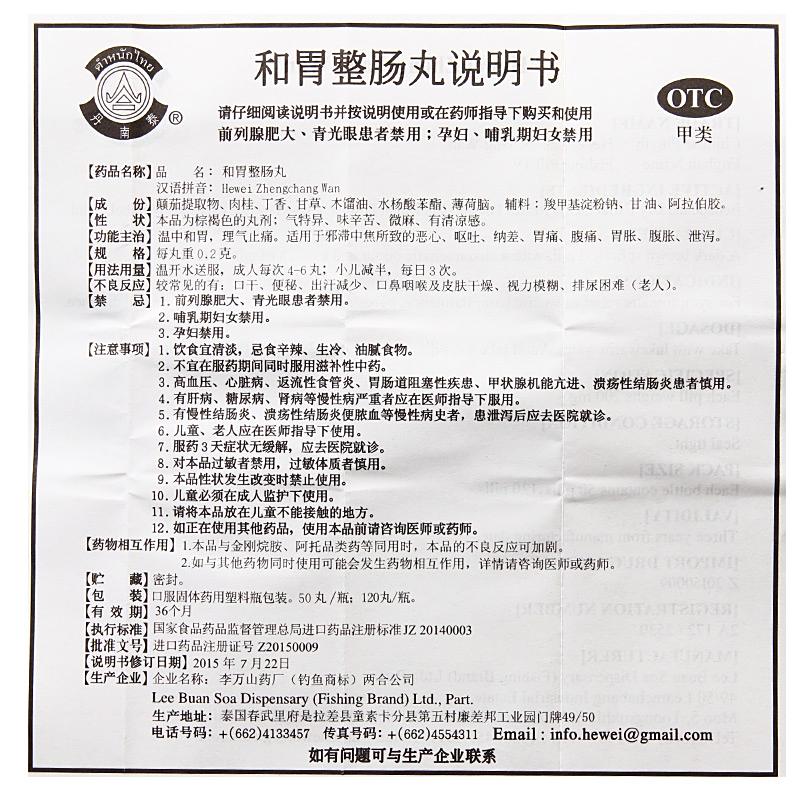 ตำหนักไทย
丹南泰
®
和胃整肠丸说明书
OTC
甲类
请仔细阅读说明书并按说明使用或在药师指导下购买和使用
前列腺肥大、青光眼患者禁用；孕妇、哺乳期妇女禁用
【药品名称】品 名：和胃整肠丸
汉语拼音：Hewei Zhengchang Wan
【成 份】颠茄提取物、肉桂、丁香、甘草、木馏油、水杨酸苯酯、薄荷脑。辅料：羧甲基淀粉钠、甘油、阿拉伯胶。
【性 状】本品为棕褐色的丸剂；气特异、味辛苦、微麻、有清凉感。
【功能主治】温中和胃，理气止痛。适用于邪滞中焦所致的恶心、呕吐、纳差、胃痛、腹痛、胃胀、腹胀、泄泻。
【规 格】每丸重0.2克。
【用法用量】温开水送服，成人每次4-6丸；小儿减半，每日3次。
【不良反应】较常见的有：口干、便秘、出汗减少、口鼻咽喉及皮肤干燥、视力模糊、排尿困难（老人）。
【禁 忌】1.前列腺肥大、青光眼患者禁用。
2.哺乳期妇女禁用。
3.孕妇禁用。
【注意事项】1.饮食宜清淡，忌食辛辣、生冷、油腻食物。
2.不宜在服药期间同时服用滋补性中药。
3.高血压、心脏病、返流性食管炎、胃肠道阻塞性疾患、甲状腺机能亢进、溃疡性结肠炎患者慎用。
4.有肝病、糖尿病、肾病等慢性病严重者应在医师指导下服用。
5.有慢性结肠炎、溃疡性结肠炎便脓血等慢性病史者，患泄泻后应去医院就诊。
6.儿童、老人应在医师指导下使用。
7.服药3天症状无缓解，应去医院就诊。
8.对本品过敏者禁用，过敏体质者慎用。
9.本品性状发生改变时禁止使用。
10.儿童必须在成人监护下使用。
11.请将本品放在儿童不能接触的地方。
12.如正在使用其他药品，使用本品前请咨询医师或药师。
【药物相互作用】1.本品与金刚烷胺、阿托品类药等同用时，本品的不良反应可加剧。
2.如与其他药物同时使用可能会发生药物相互作用，详情请咨询医师或药师。
【贮 藏】密封。
【包 装】口服固体药用塑料瓶包装。50丸/瓶；120丸/瓶。
【有 效 期】36个月
【执行标准】国家食品药品监督管理总局进口药品注册标准JZ 20140003
【批准文号】进口药品注册证号 Z20150009
【说明书修订日期】2015年7月22日
【生产企业】企业名称：李万山药厂（钓鱼商标）两合公司
Lee Buan Soa Dispensary (Fishing Brand) Ltd., Part.
生产地址：泰国春武里府是拉差县童素卡分县第五村廉差邦工业园门牌49/50
电话号码：+(662)4133457 传真号码：+(662)4554311 Email：info.hewei@gmail.com
如有问题可与生产企业联系